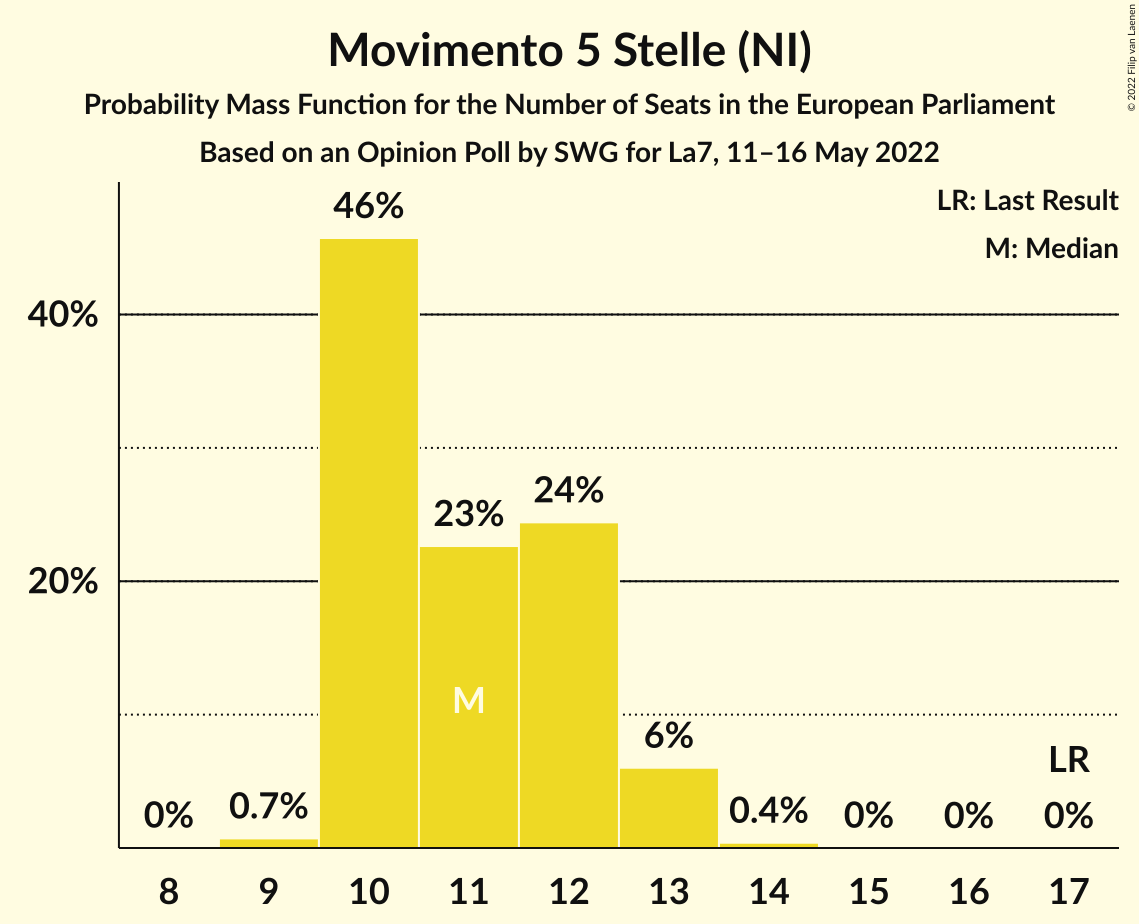 Movimento 5 Stelle (NI)
Probability Mass Function for the Number of Seats in the European Parliament
Based on an Opinion Poll by SWG for La7, 11–16 May 2022
© 2022 Filip van Laenen
LR: Last Result
M: Median
46%
40%
24%
23%
20%
M
6%
LR
0%
0.7%
0.4%
0%
0%
0%
8
9
10
11
12
13
14
15
16
17